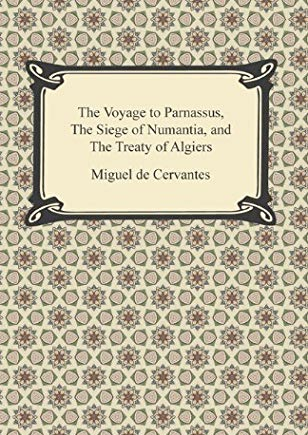 The Voyage to Parnassus,
The Siege of Numantia, and
The Treaty of Algiers
Miguel de Cervantes